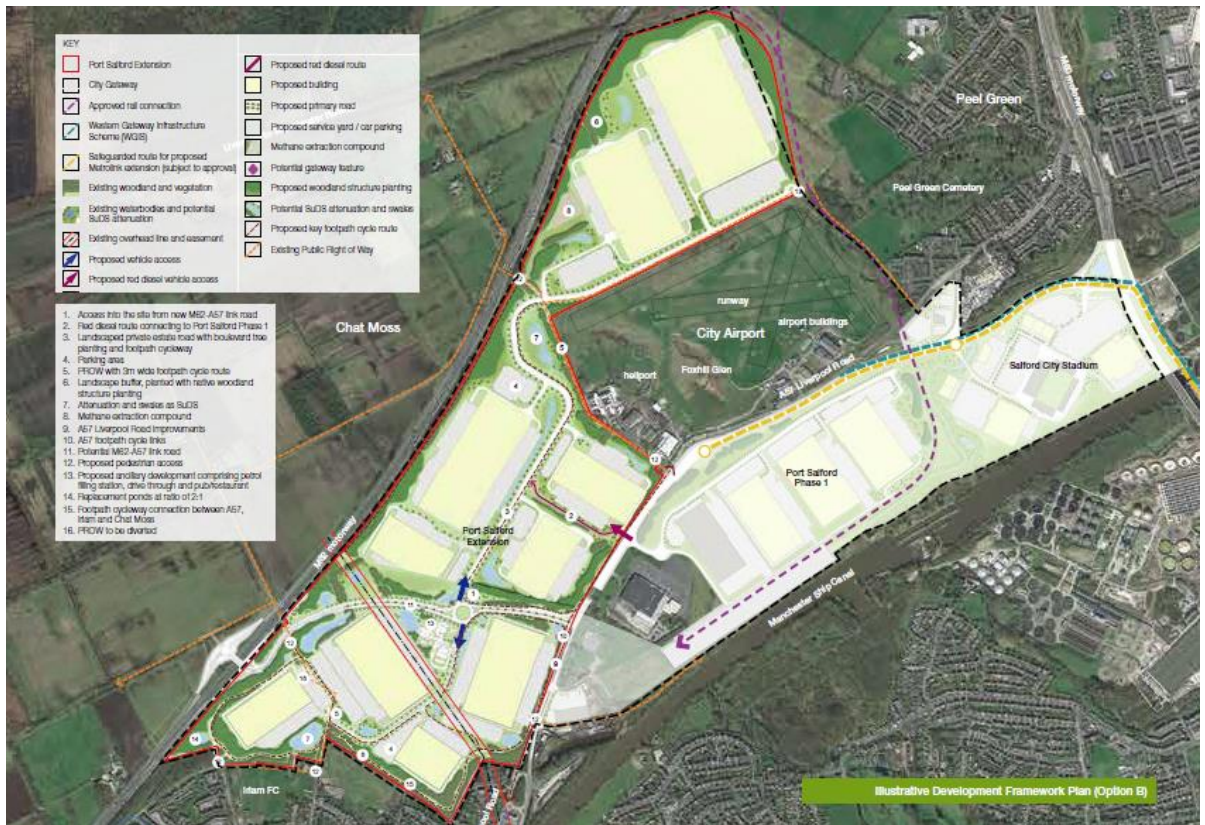 KEY
Port Salford Extension
City Gateway
Approved rail connection
Western Gateway Infrastructure
Scheme (WGIS)
Safeguarded route for proposed
Metrolink extension (subject to approval)
Existing woodland and vegetation
Existing waterbodies and potential
SuDS attenuation
Existing overhead line and easement
Proposed vehicle access
Proposed red diesel vehicle access
Proposed red diesel route
Proposed building
Proposed primary road
Proposed service yard / car parking
Methane extraction compound
Potential gateway feature
Proposed woodland structure planting
Potential SuDS attenuation and swales
Proposed key footpath cycle route
Existing Public Right of Way
1. Access into the site from new M62-A57 link road
2. Red diesel route connecting to Port Salford Phase 1
3. Landscaped private estate road with boulevard tree
planting and footpath cycleway
4. Parking area
5. PROW with 3m wide footpath cycle route
6. Landscape buffer, planted with native woodland
structure planting
7. Attenuation and swales as SuDS
8. Methane extraction compound
9. A57 Liverpool Road Improvements
10. A57 footpath cycle links
11. Potential M62-A57 link road
12. Proposed pedestrian access
13. Proposed ancillary development comprising petrol
filling station, drive through and pub/restaurant
14. Replacement ponds at ratio of 2:1
15. Footpath cycleway connection between A57,
Irlam and Chat Moss
16. PROW to be diverted
Peel Green
M60 motorway
Peel Green Cemetery
Chat Moss
runway
City Airport
airport buildings
heliport
Foxhill Glen
A57 Liverpool Road
Salford City Stadium
Port Salford
Phase 1
Port Salford
Extension
M62 motorway
Manchester Ship Canal
Irlam FC
ool Road
Illustrative Development Framework Plan (Option B)